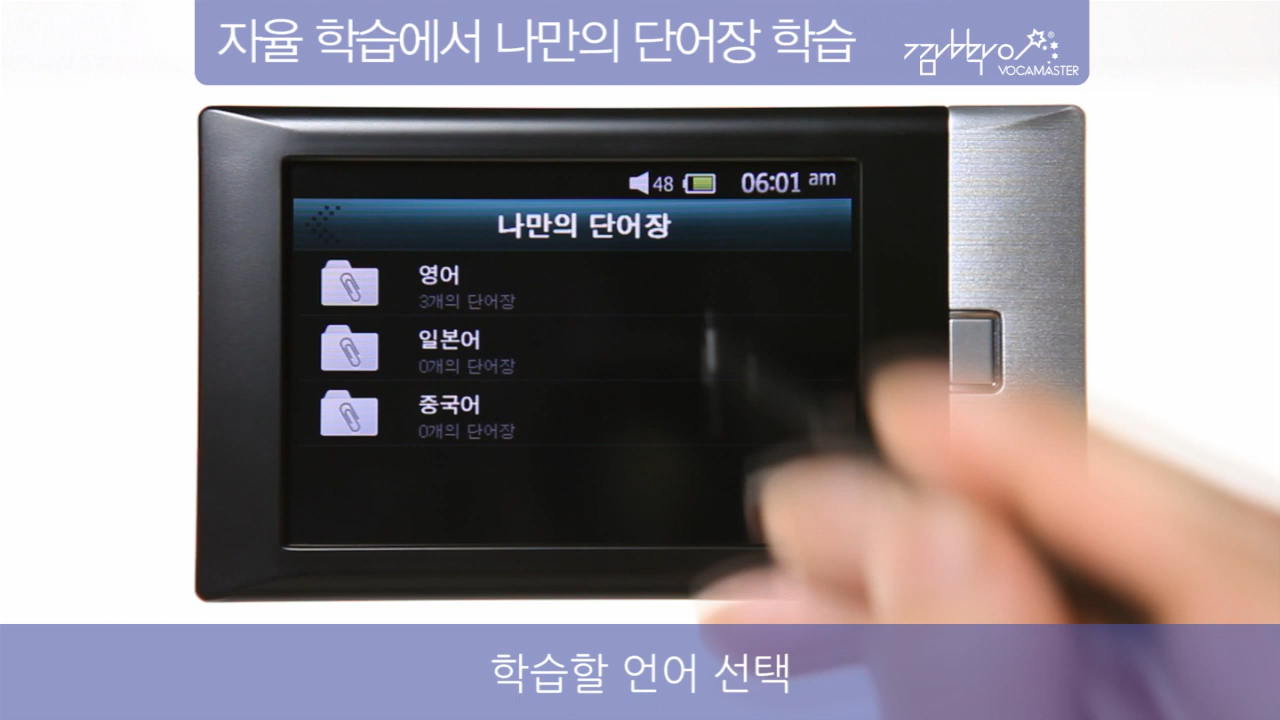 자율 학습에서 나만의 단어장 학습
깜빡이®
VOCAMASTER
48 06:01 am
나만의 단어장
영어
3개의 단어장
일본어
0개의 단어장
중국어
0개의 단어장
학습할 언어 선택